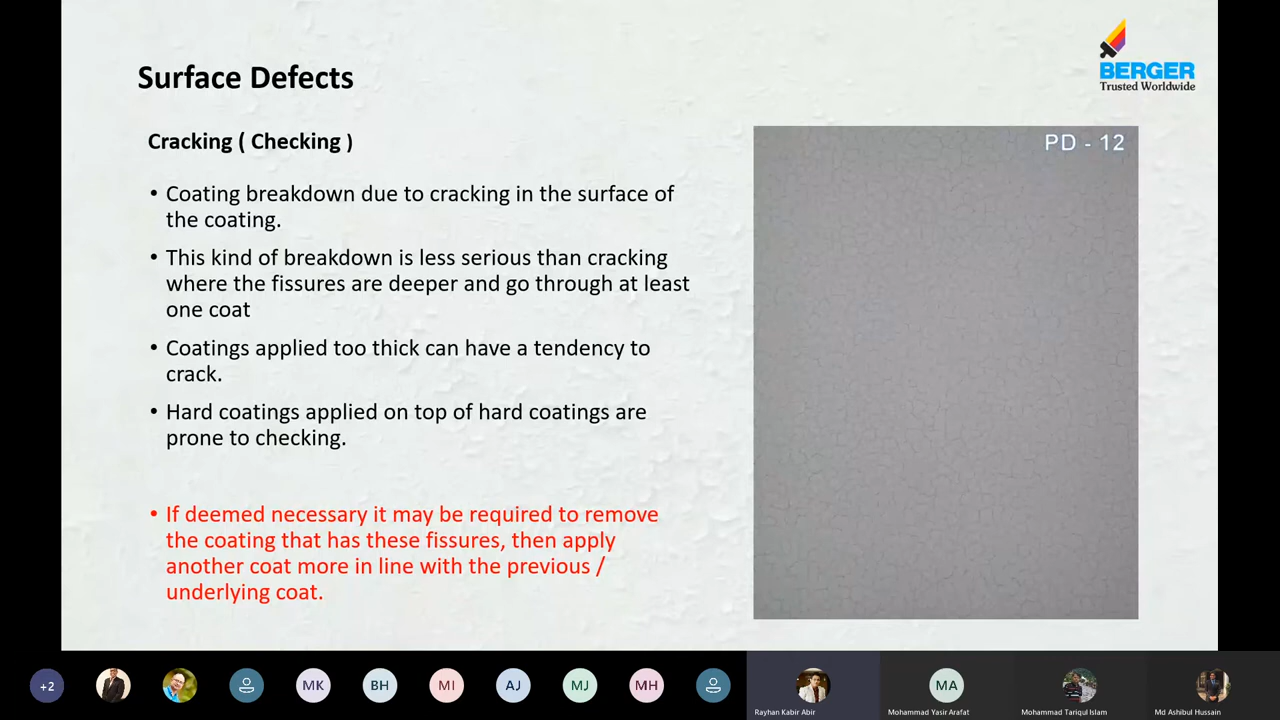 Surface Defects
BERGER
Trusted Worldwide
Cracking ( Checking )
• Coating breakdown due to cracking in the surface of
the coating.
• This kind of breakdown is less serious than cracking
where the fissures are deeper and go through at least
one coat
• Coatings applied too thick can have a tendency to
crack.
• Hard coatings applied on top of hard coatings are
prone to checking.
• If deemed necessary it may be required to remove
the coating that has these fissures, then apply
another coat more in line with the previous /
underlying coat.
PD - 12
+2
MK
BH
MI
AJ
MJ
MH
Rayhan Kabir Abir
MA
Mohammad Yasir Arafat
Mohammad Tariqul Islam
Md Ashibul Hussain